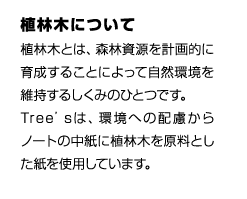 植林木について
植林木とは、森林資源を計画的に
育成することによって自然環境を
維持するしくみのひとつです。
Tree’sは、環境への配慮から
ノートの中紙に植林木を原料とし
た紙を使用しています。